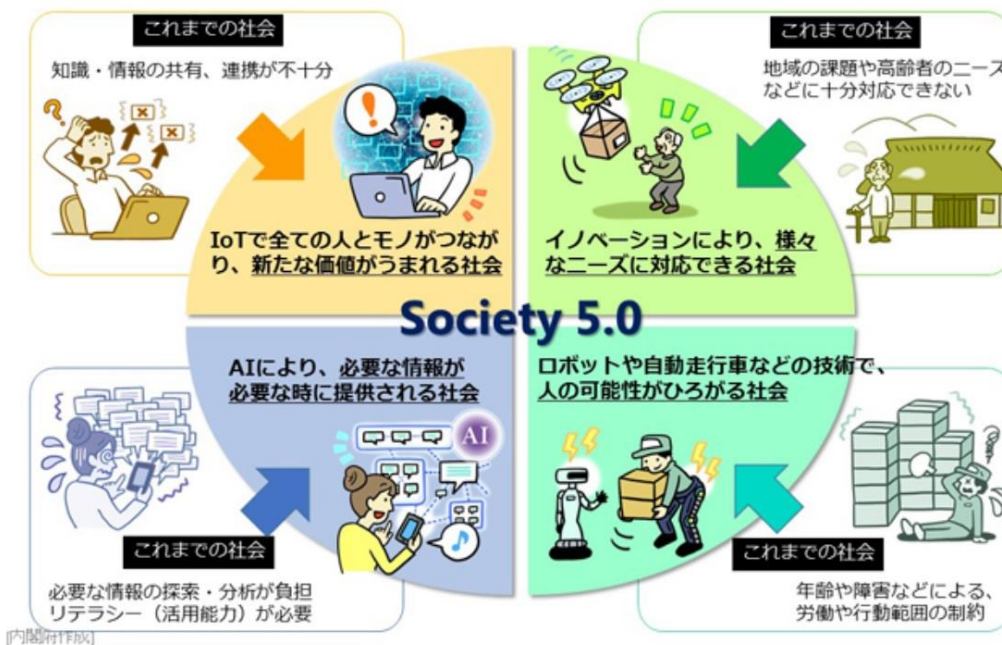 これまでの社会
知識・情報の共有、連携が不十分
IoTで全ての人とモノがつなが
り、新たな価値がうまれる社会
これまでの社会
地域の課題や高齢者のニーズ
などに十分対応できない
イノベーションにより、様々
なニーズに対応できる社会
Society 5.0
AIにより、必要な情報が
必要な時に提供される社会
AI
これまでの社会
必要な情報の探索・分析が負担
リテラシー（活用能力）が必要
ロボットや自動走行車などの技術で、
人の可能性がひろがる社会
これまでの社会
年齢や障害などによる、
労働や行動範囲の制約
[内閣府作成]